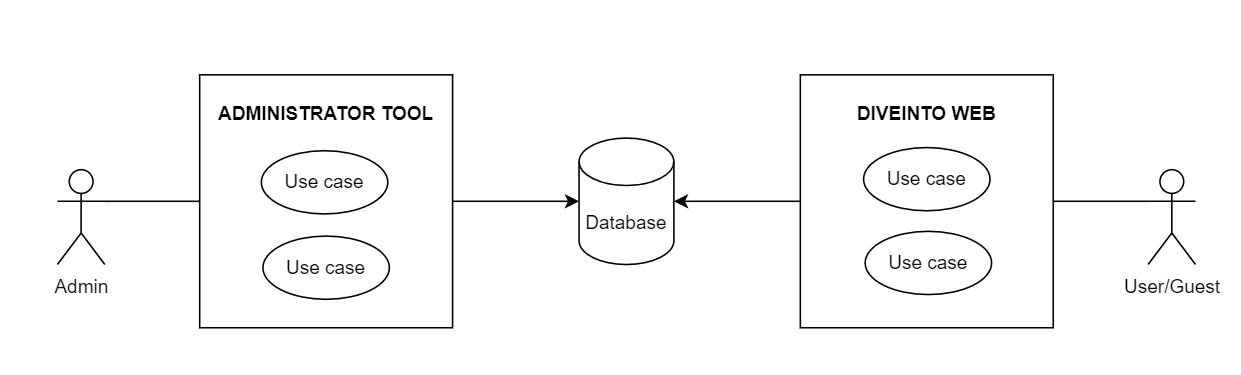 ADMINISTRATOR TOOL
Use case
Use case
Admin
Database
DIVEINTO WEB
Use case
Use case
User/Guest